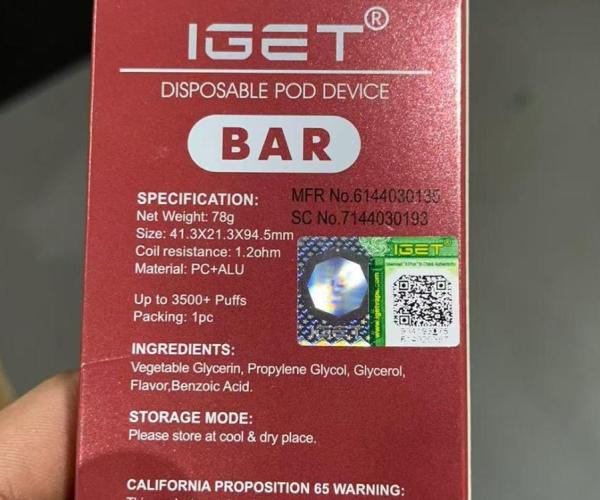 IGET®
DISPOSABLE POD DEVICE
BAR
SPECIFICATION:
Net Weight: 78g
Size: 41.3X21.3X94.5mm
Coil resistance: 1.2ohm
Material: PC+ALU
Up to 3500+ Puffs
Packing: 1pc
MFR No.6144030135
SC No.7144030193
IGET®
IGET
INGREDIENTS:
Vegetable Glycerin, Propylene Glycol, Glycerol,
Flavor,Benzoic Acid.
STORAGE MODE:
Please store at cool & dry place.
CALIFORNIA PROPOSITION 65 WARNING: